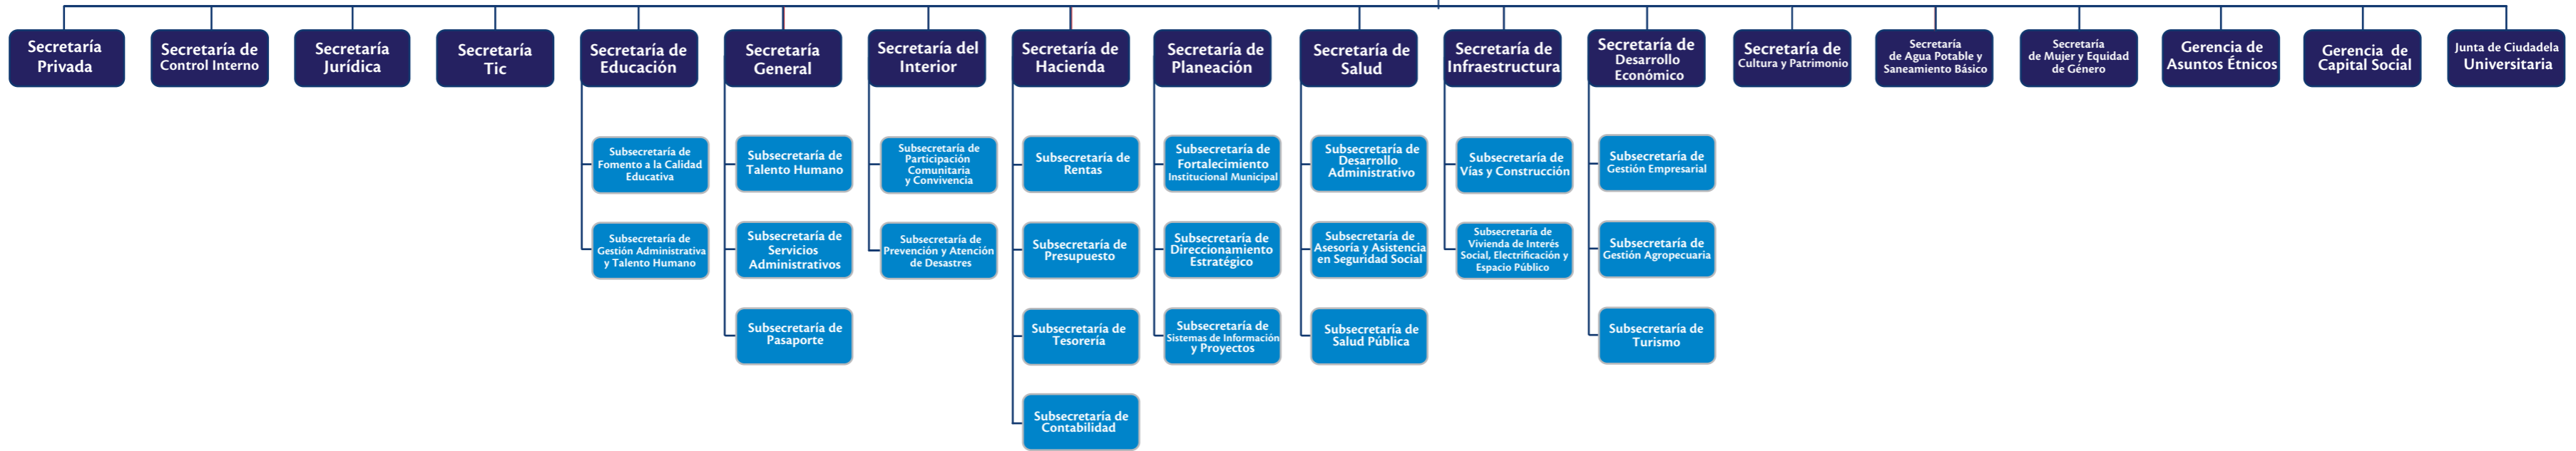 Secretaría
Privada
Secretaría de
Control Interno
Secretaría
Jurídica
Secretaría
Tic
Secretaría de
Educación
Secretaría
General
Secretaría del
Interior
Secretaría de
Hacienda
Secretaría de
Planeación
Secretaría de
Salud
Secretaría de
Infraestructura
Secretaría de
Desarrollo
Económico
Secretaría de
Cultura y Patrimonio
Secretaría
de Agua Potable y
Saneamiento Básico
Secretaría
de Mujer y Equidad
de Género
Gerencia de
Asuntos Étnicos
Gerencia de
Capital Social
Junta de Ciudadela
Universitaria
Subsecretaría de
Fomento a la Calidad
Educativa
Subsecretaría de
Gestión Administrativa
y Talento Humano
Subsecretaría de
Talento Humano
Subsecretaría de
Servicios
Administrativos
Subsecretaría de
Pasaporte
Subsecretaría de
Participación
Comunitaria
y Convivencia
Subsecretaría de
Prevención y Atención
de Desastres
Subsecretaría de
Rentas
Subsecretaría de
Presupuesto
Subsecretaría de
Tesorería
Subsecretaría de
Contabilidad
Subsecretaría de
Fortalecimiento
Institucional Municipal
Subsecretaría de
Direccionamiento
Estratégico
Subsecretaría de
Sistemas de Información
y Proyectos
Subsecretaría de
Desarrollo
Administrativo
Subsecretaría de
Asesoría y Asistencia
en Seguridad Social
Subsecretaría de
Salud Pública
Subsecretaría de
Vías y Construcción
Subsecretaría de
Vivienda de Interés
Social, Electrificación y
Espacio Público
Subsecretaría de
Gestión Empresarial
Subsecretaría de
Gestión Agropecuaria
Subsecretaría de
Turismo